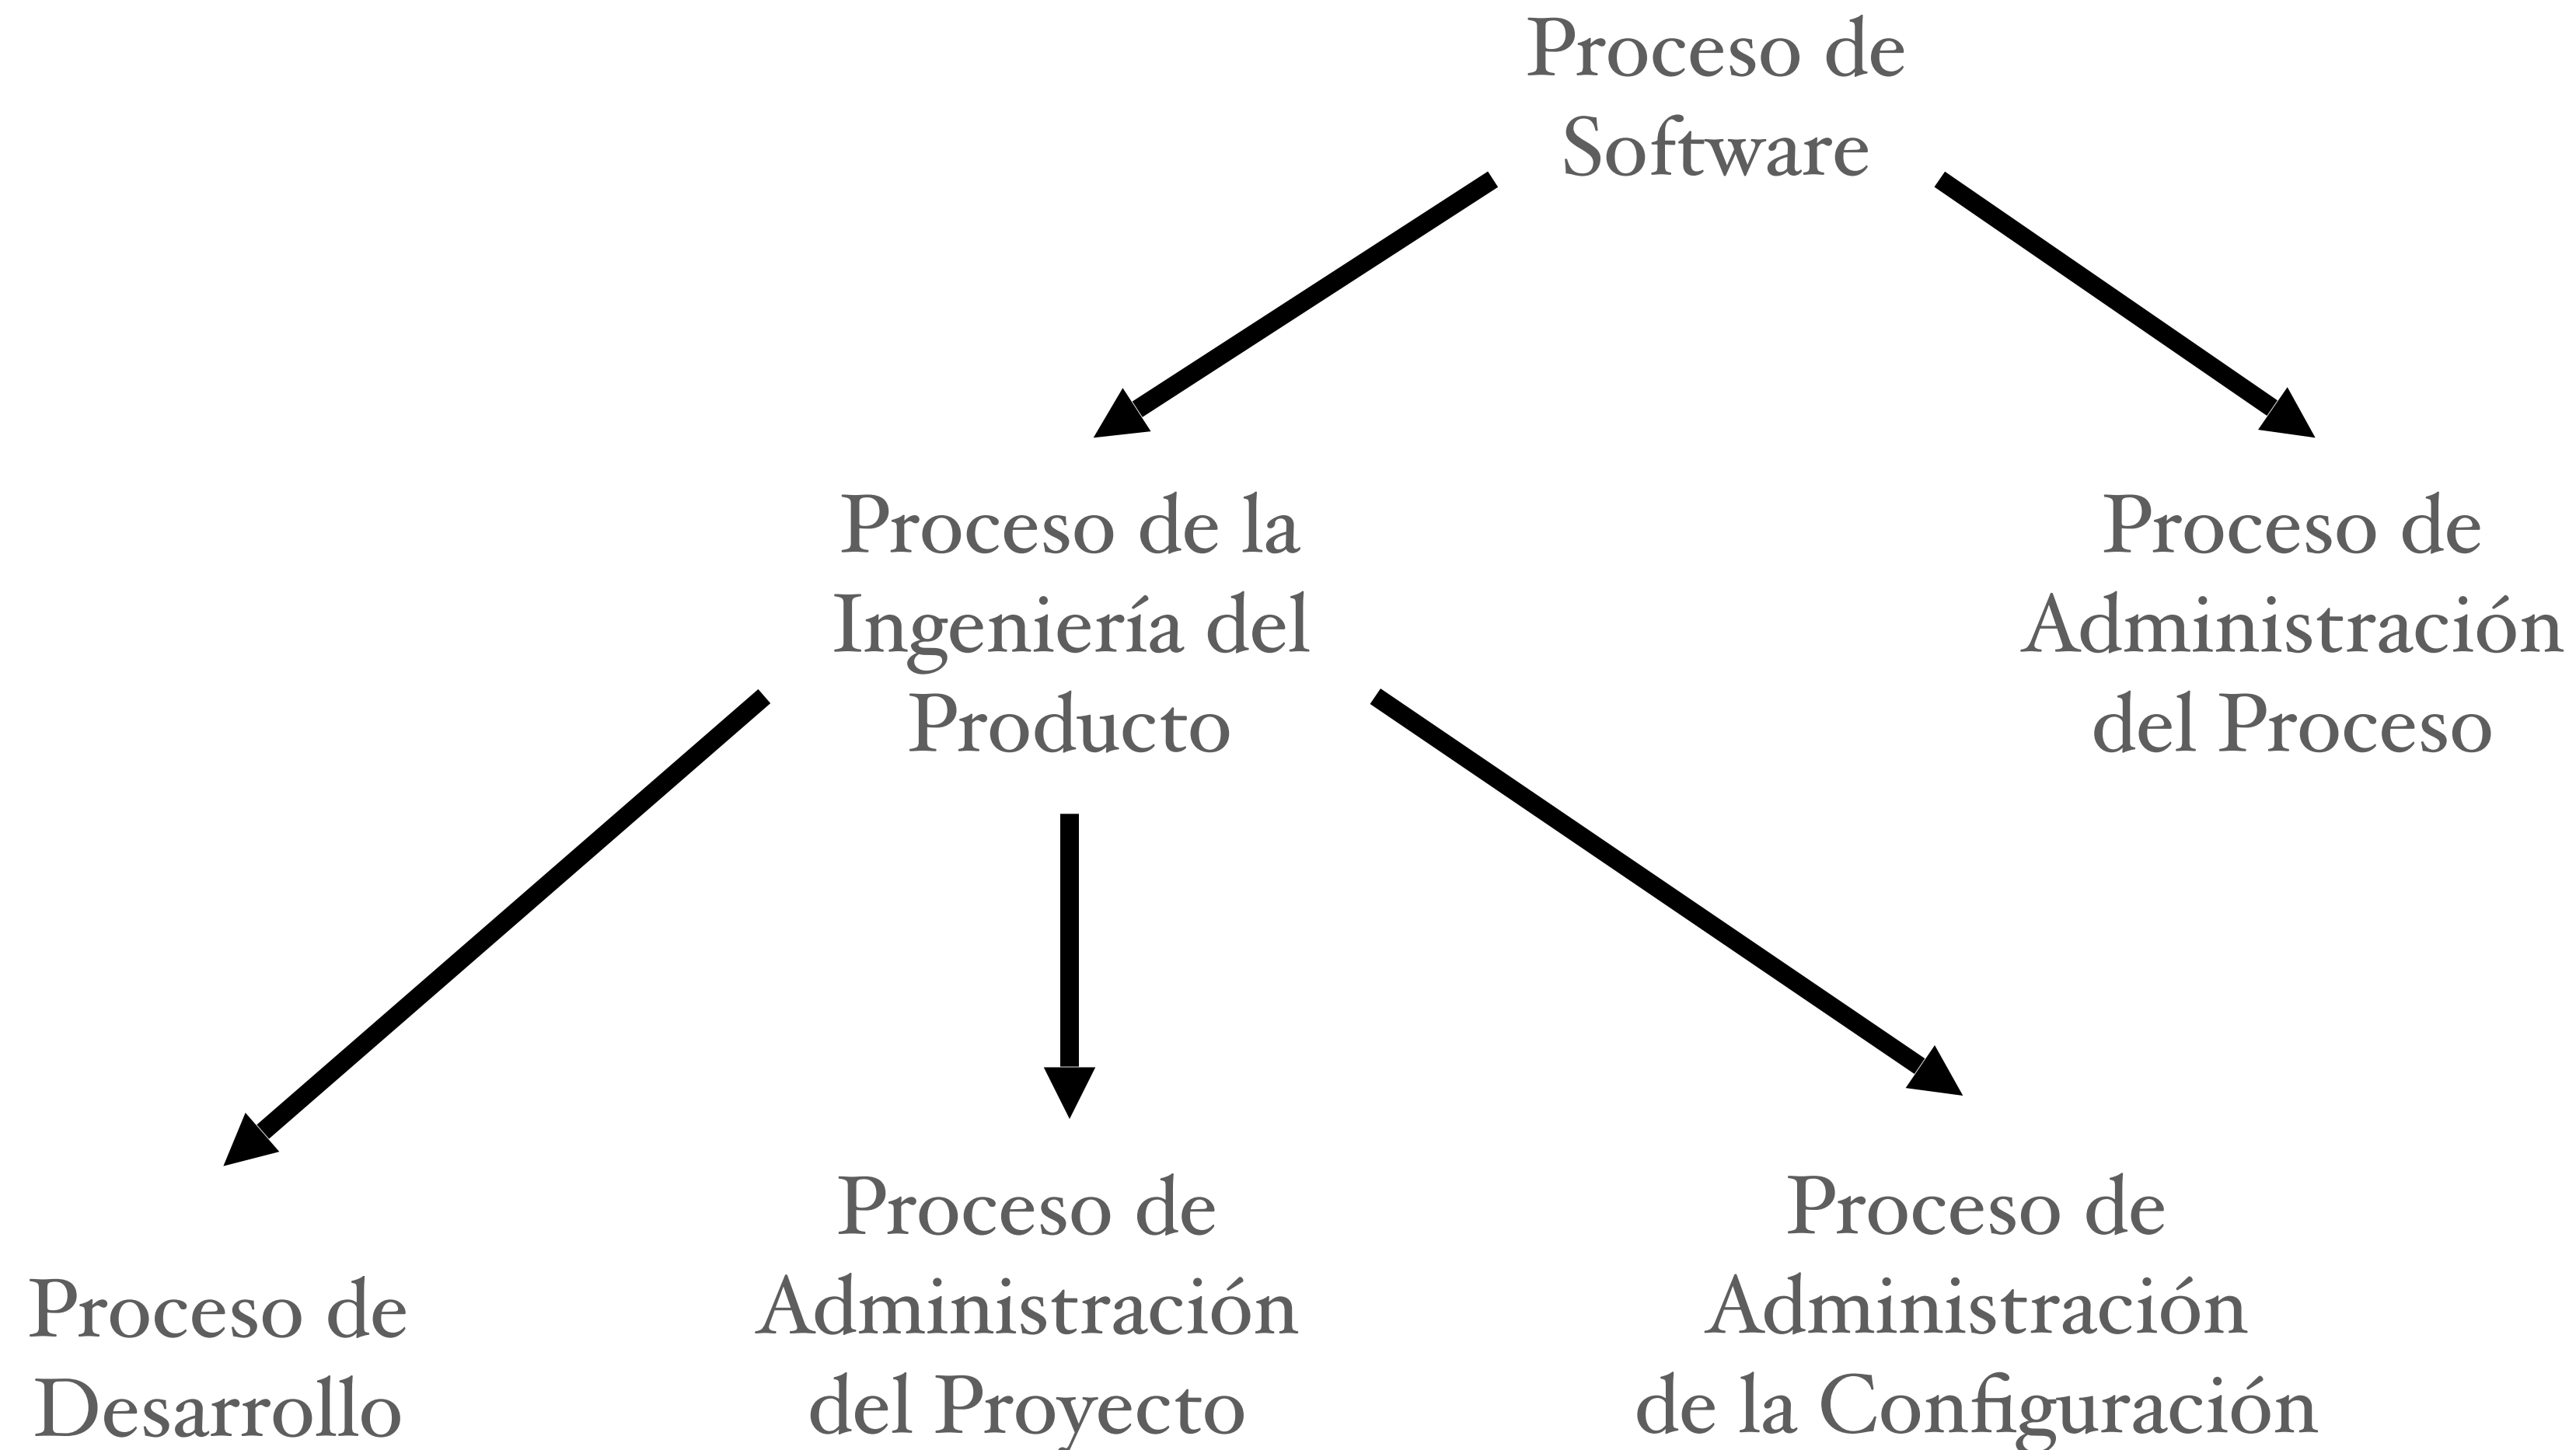 Proceso de
Software
Proceso de la
Ingeniería del
Producto
Proceso de
Administración
del Proceso
Proceso de
Desarrollo
Proceso de
Administración
del Proyecto
Proceso de
Administración
de la Configuración